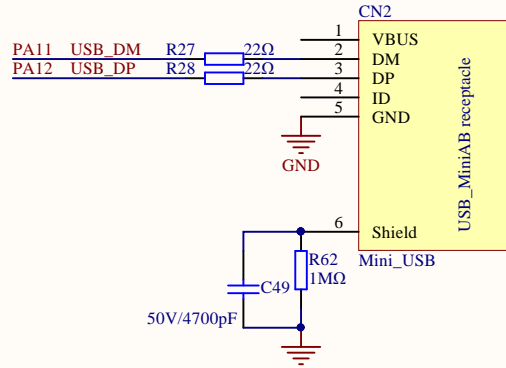 CN2
1 VBUS
PA11 USB_DM R27 22Ω 2 DM
PA12 USB_DP R28 22Ω 3 DP
4 ID
5 GND
GND
USB_MiniAB receptacle
6 Shield
Mini_USB
R62
1MΩ
C49
50V/4700pF